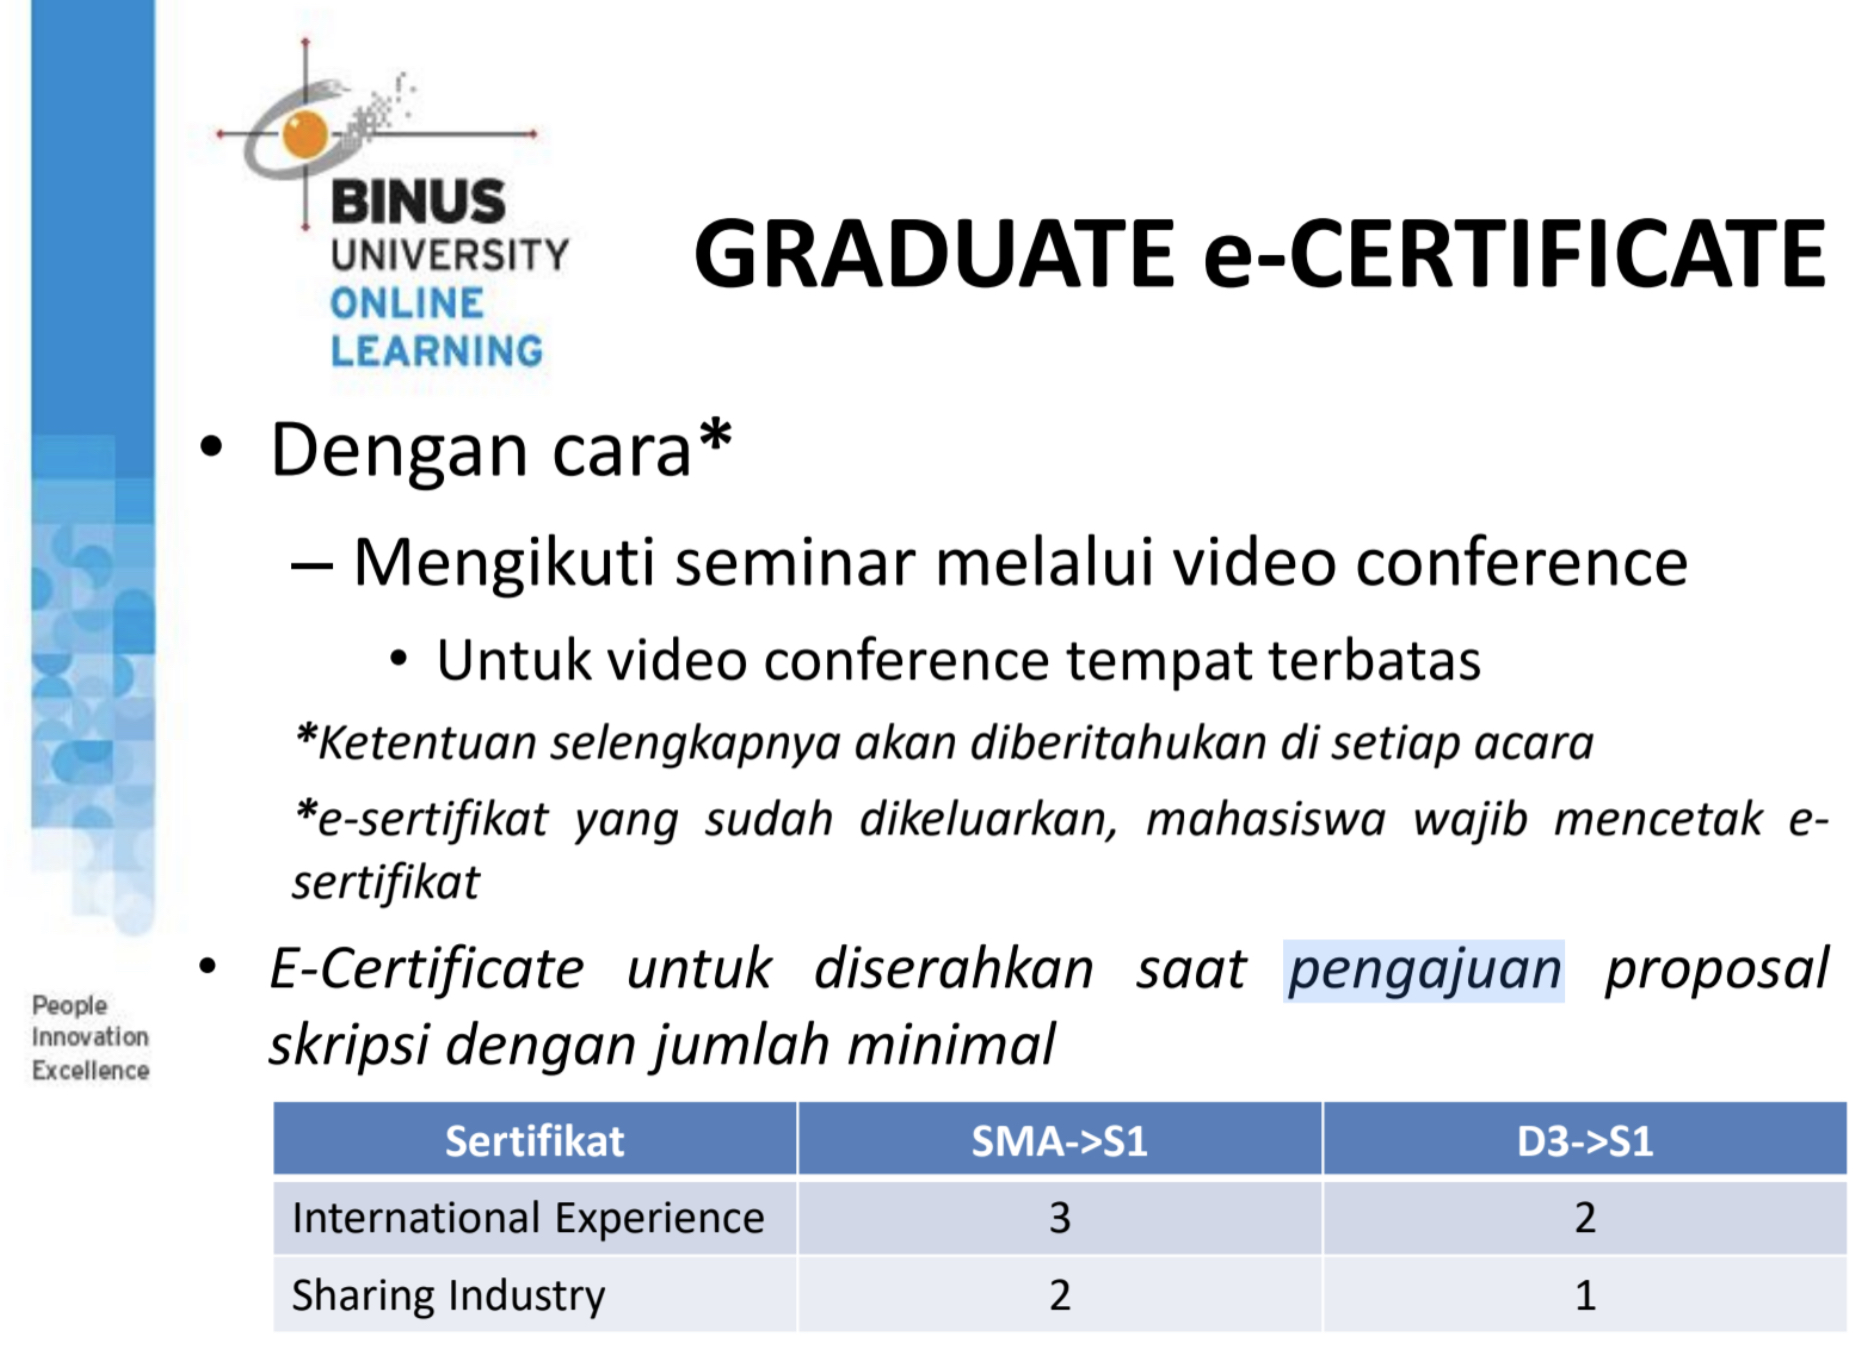 BINUS
UNIVERSITY
ONLINE
LEARNING
GRADUATE e-CERTIFICATE
• Dengan cara*
– Mengikuti seminar melalui video conference
• Untuk video conference tempat terbatas
*Ketentuan selengkapnya akan diberitahukan di setiap acara
*e-sertifikat yang sudah dikeluarkan, mahasiswa wajib mencetak e-
sertifikat
• E-Certificate untuk diserahkan saat pengajuan proposal
skripsi dengan jumlah minimal
People
Innovation
Excellence
Sertifikat SMA->S1 D3->S1
International Experience 3 2
Sharing Industry 2 1